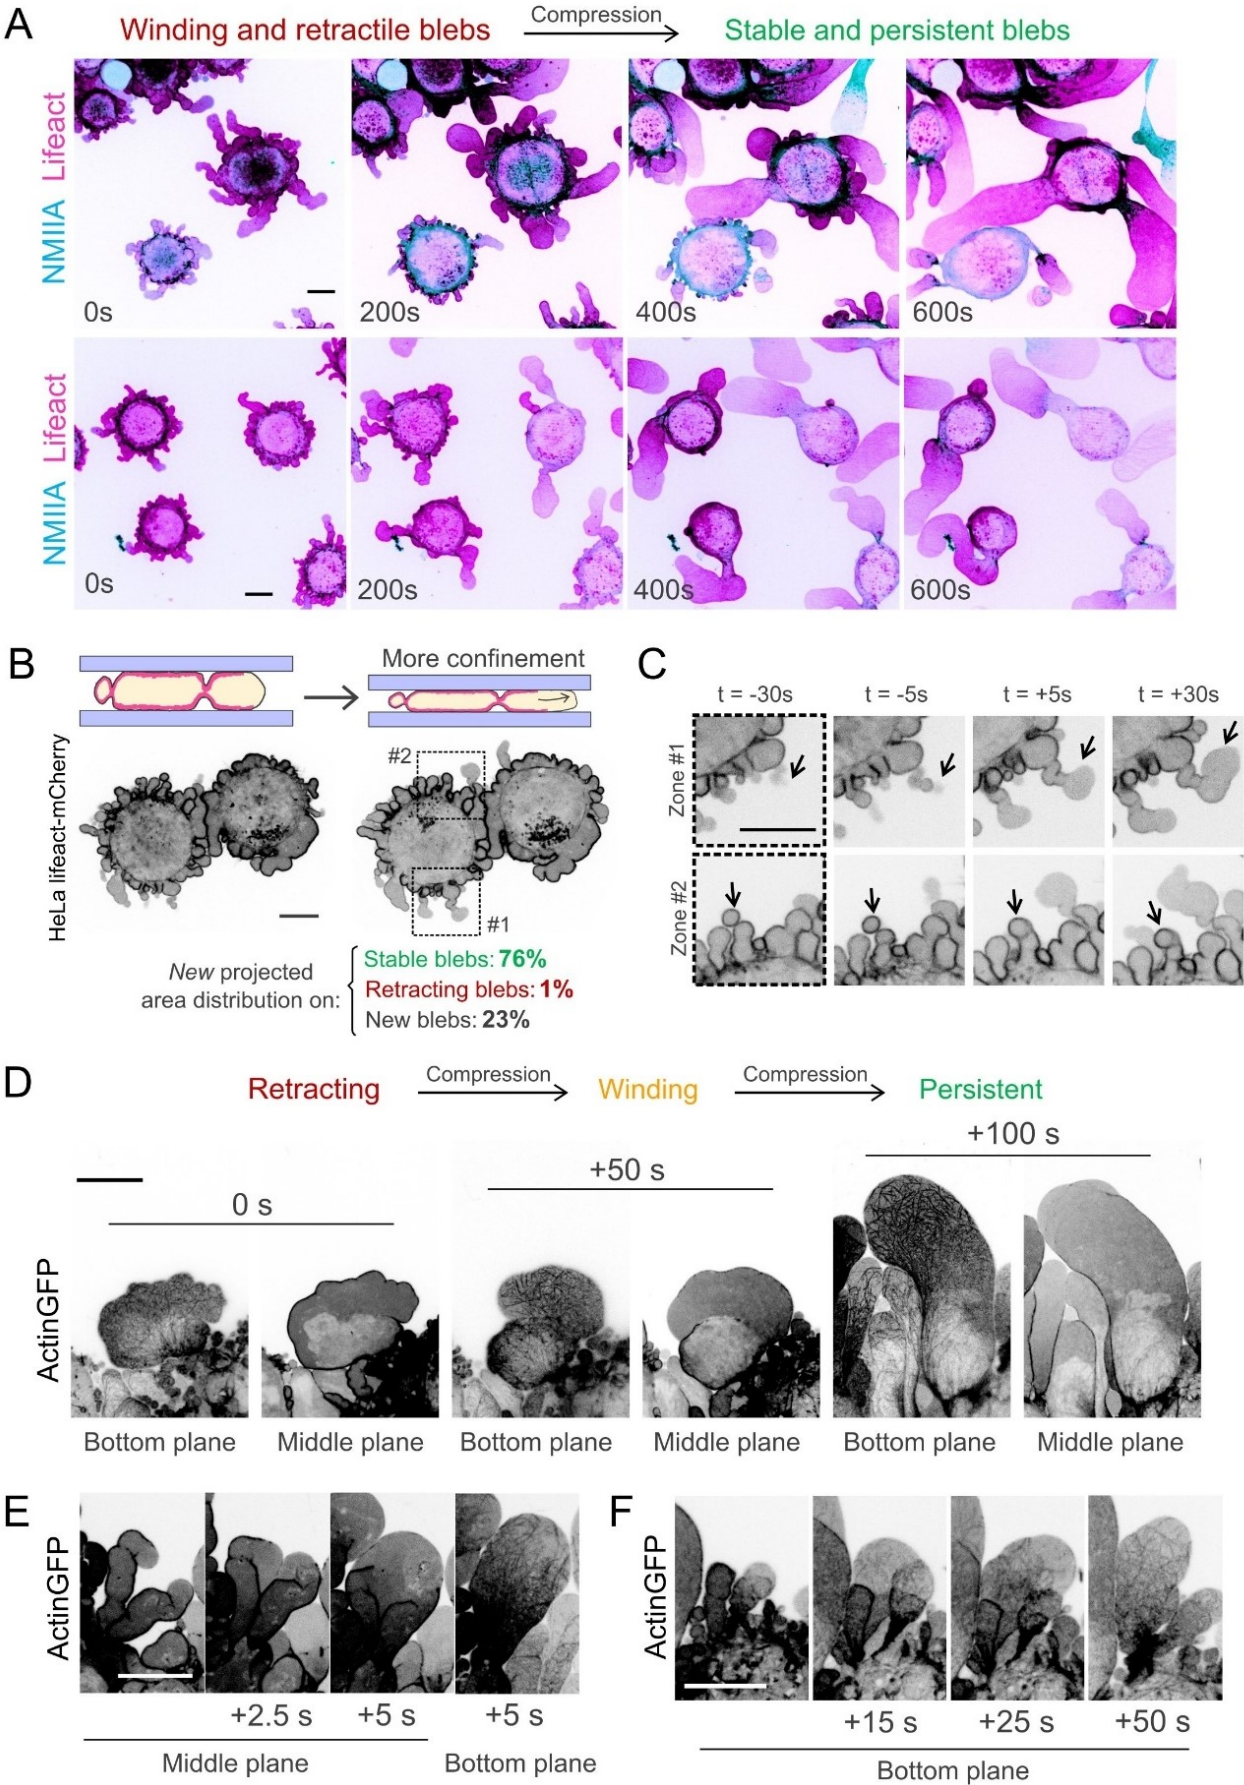 A
Winding and retractile blebs
Compression
Stable and persistent blebs
NMIIA Lifeact
0s
200s
400s
600s
NMIIA Lifeact
0s
200s
400s
600s
B
More confinement
HeLa lifeact-mCherry
#2
#1
New projected
area distribution on:
Stable blebs: 76%
Retracting blebs: 1%
New blebs: 23%
C
t = -30s
t = -5s
t = +5s
t = +30s
Zone #1
Zone #2
D
Retracting
Compression
Winding
Compression
Persistent
0 s
+50 s
+100 s
ActinGFP
Bottom plane
Middle plane
Bottom plane
Middle plane
Bottom plane
Middle plane
E
ActinGFP
+2.5 s
+5 s
+5 s
Middle plane
Bottom plane
F
ActinGFP
+15 s
+25 s
+50 s
Bottom plane